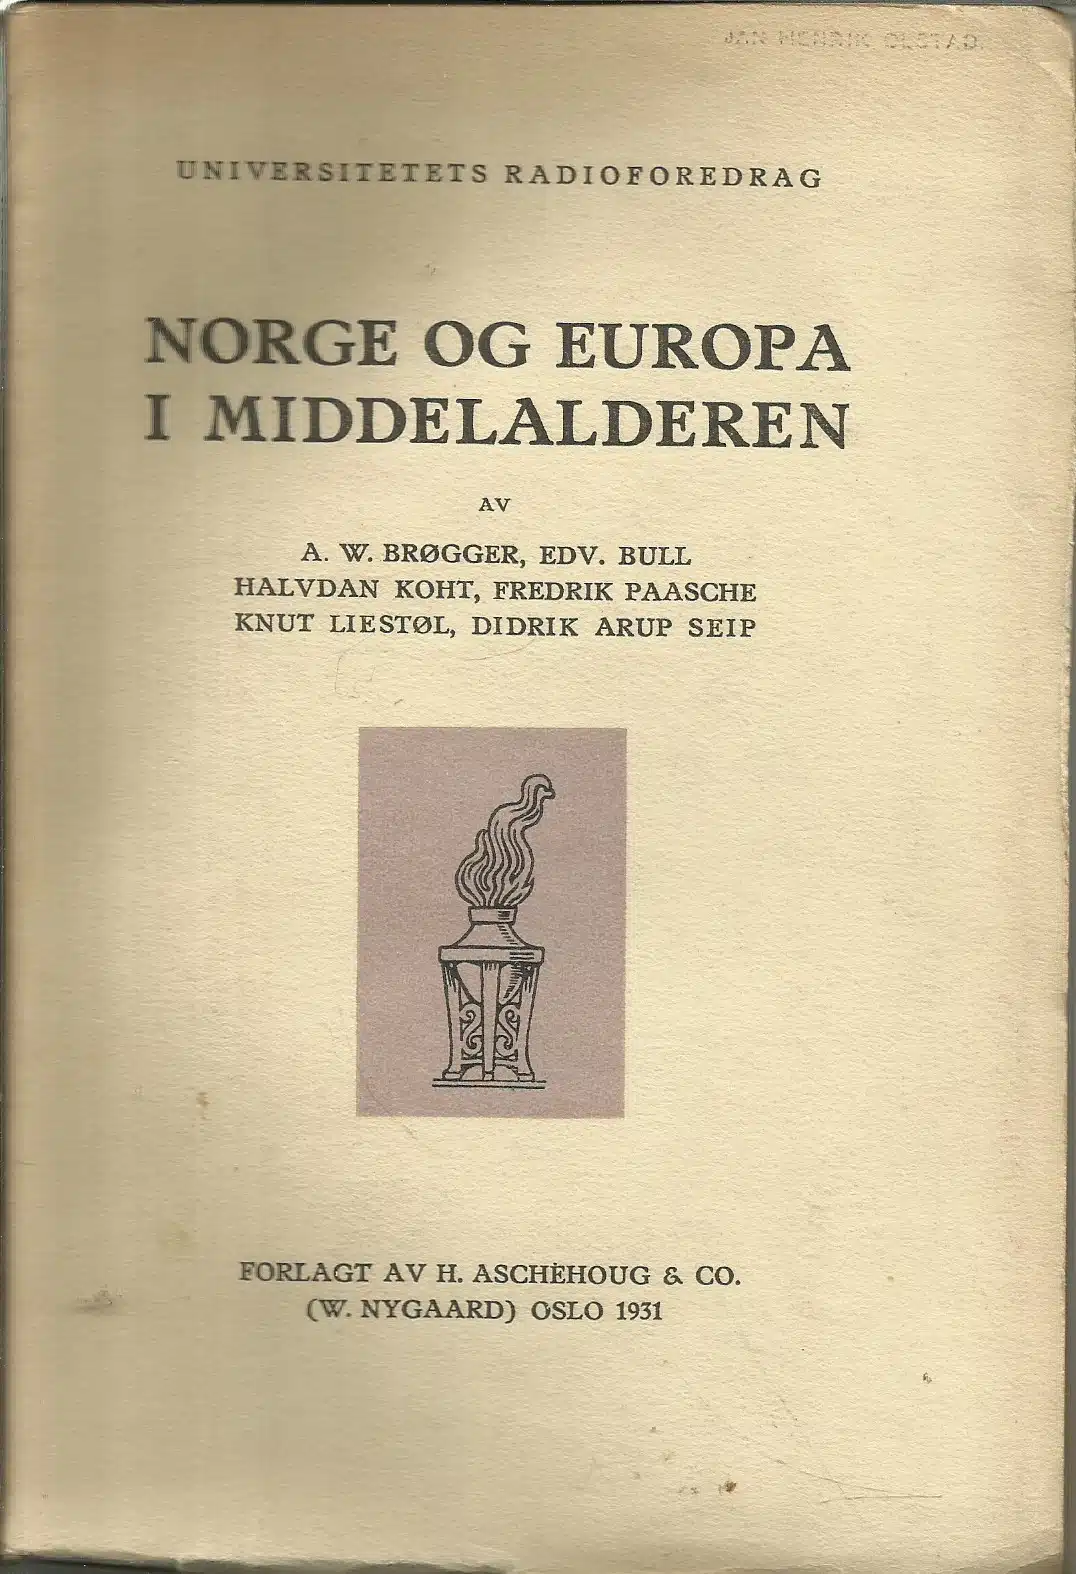 UNIVERSITETETS RADIOFOREDRAG
NORGE OG EUROPA
I MIDDELALDEREN
AV
A. W. BRØGGER, EDV. BULL
HALVDAN KOHT, FREDRIK PAASCHE
KNUT LIESTØL, DIDRIK ARUP SEIP
FORLAGT AV H. ASCHEHOUG & CO.
(W. NYGAARD) OSLO 1931